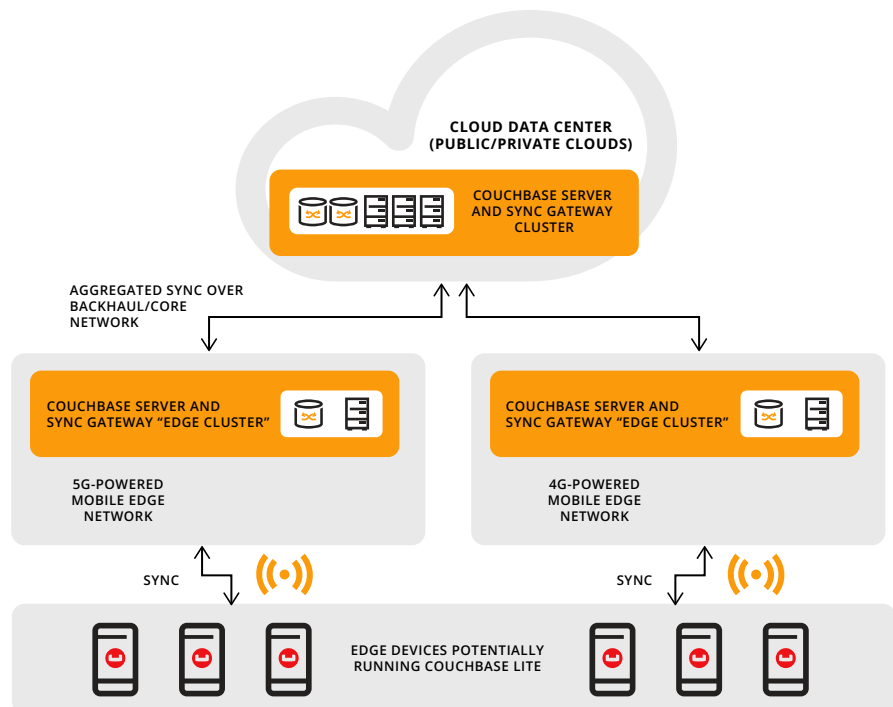 CLOUD DATA CENTER
(PUBLIC/PRIVATE CLOUDS)
COUCHBASE SERVER
AND SYNC GATEWAY
CLUSTER
AGGREGATED SYNC OVER
BACKHAUL/CORE
NETWORK
COUCHBASE SERVER AND
SYNC GATEWAY “EDGE CLUSTER”
5G-POWERED
MOBILE EDGE
NETWORK
COUCHBASE SERVER AND
SYNC GATEWAY “EDGE CLUSTER”
4G-POWERED
MOBILE EDGE
NETWORK
SYNC
SYNC
EDGE DEVICES POTENTIALLY
RUNNING COUCHBASE LITE